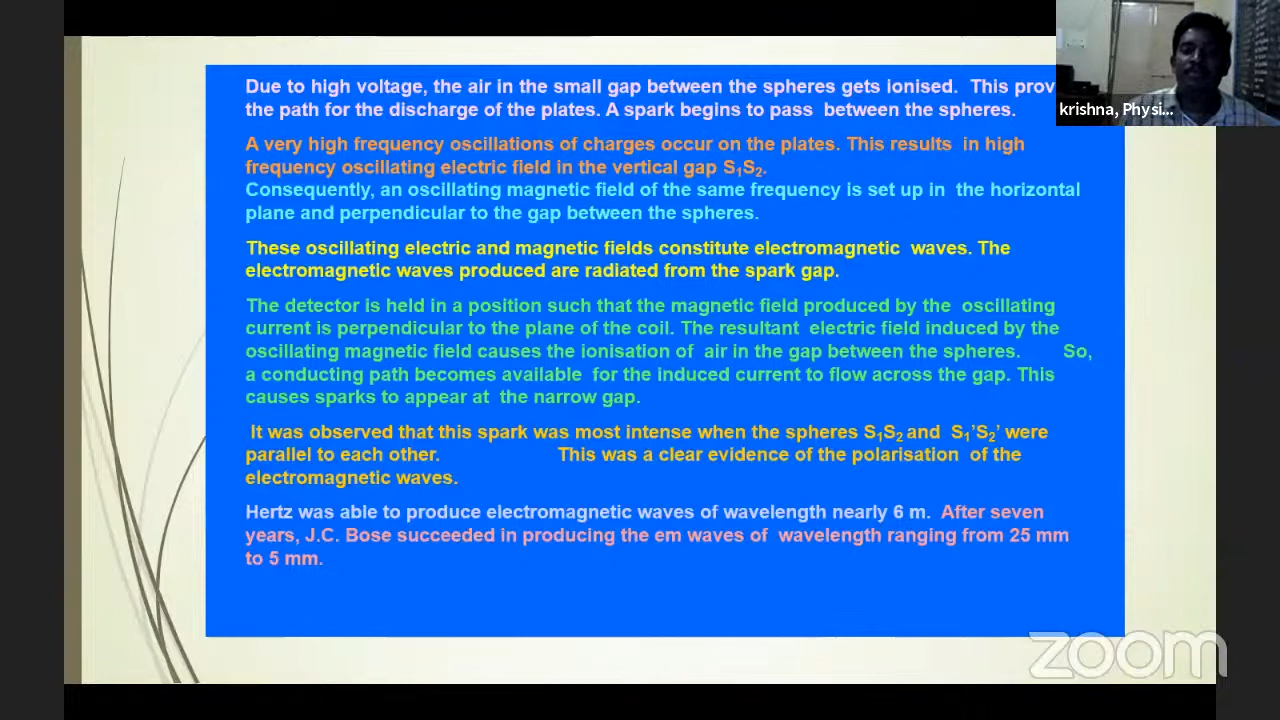 Due to high voltage, the air in the small gap between the spheres gets ionised.  This prov
the path for the discharge of the plates. A spark begins to pass  between the spheres.
A very high frequency oscillations of charges occur on the plates. This results  in high
frequency oscillating electric field in the vertical gap S₁S₂.
Consequently, an oscillating magnetic field of the same frequency is set up in  the horizontal
plane and perpendicular to the gap between the spheres.
These oscillating electric and magnetic fields constitute electromagnetic  waves. The
electromagnetic waves produced are radiated from the spark gap.
The detector is held in a position such that the magnetic field produced by the  oscillating
current is perpendicular to the plane of the coil. The resultant  electric field induced by the
oscillating magnetic field causes the ionisation of  air in the gap between the spheres.       So,
a conducting path becomes available  for the induced current to flow across the gap. This
causes sparks to appear at  the narrow gap.
It was observed that this spark was most intense when the spheres S₁S₂ and  S₁’S₂’ were
parallel to each other.                     This was a clear evidence of the polarisation  of the
electromagnetic waves.
Hertz was able to produce electromagnetic waves of wavelength nearly 6 m.  After seven
years, J.C. Bose succeeded in producing the em waves of  wavelength ranging from 25 mm
to 5 mm.
krishna, Physi...
zoom